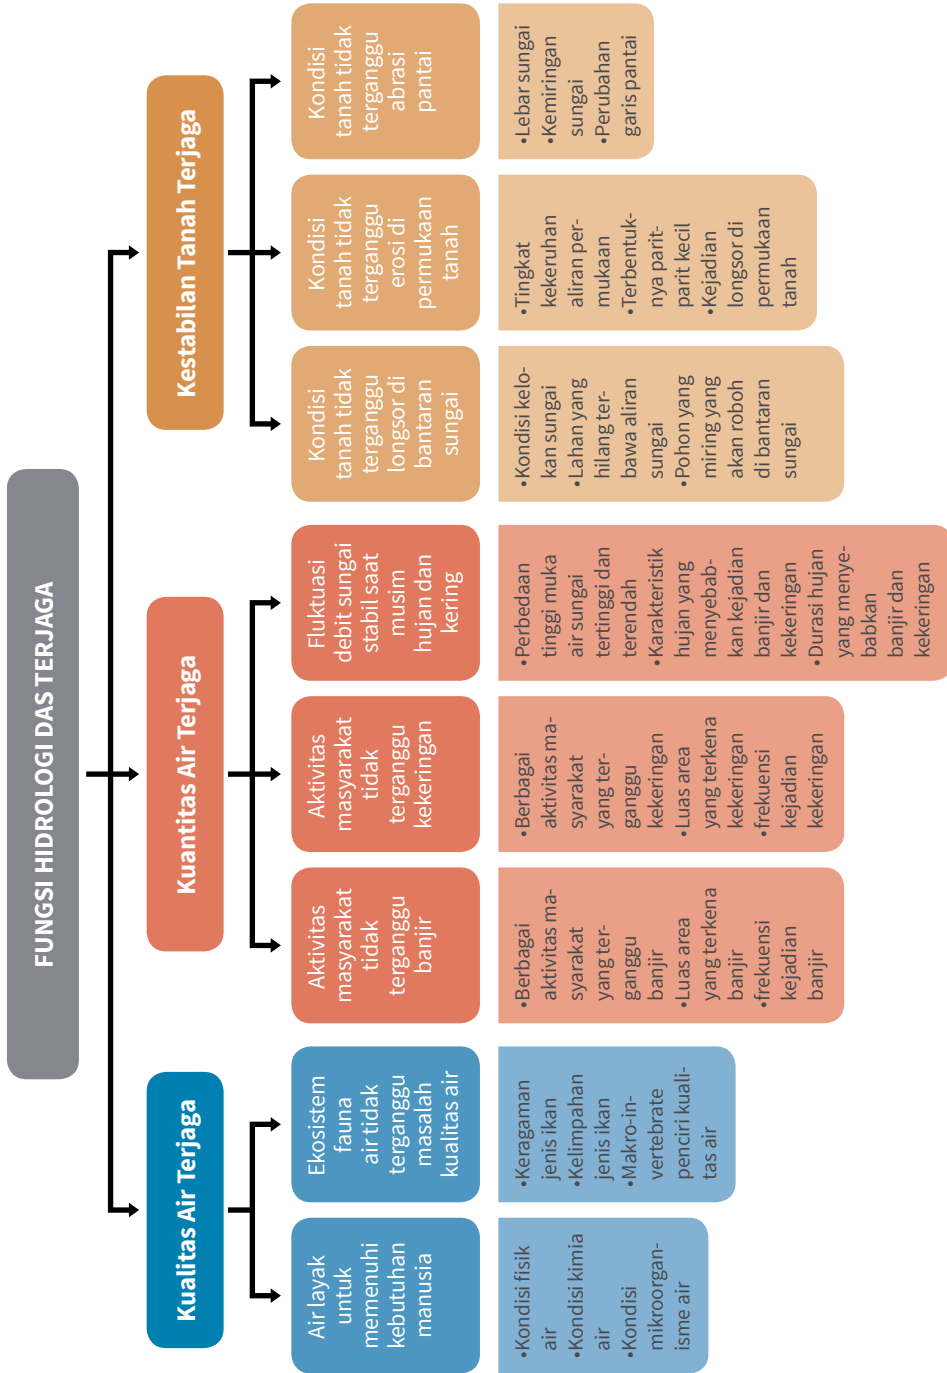 FUNGSI HIDROLOGI DAS TERJAGA
Kualitas Air Terjaga
Air layak
untuk
memenuhi
kebutuhan
manusia
•Kondisi fisik
air
•Kondisi kimia
air
•Kondisi
mikroorgan-
isme air
Ekosistem
fauna
air tidak
terganggu
masalah
kualitas air
•Keragaman
jenis ikan
•Kelimpahan
jenis ikan
•Makro-in-
vertebrate
penciri kuali-
tas air
Kuantitas Air Terjaga
Aktivitas
masyarakat
tidak
terganggu
banjir
•Berbagai
aktivitas ma-
syarakat
yang ter-
ganggu
banjir
•Luas area
yang terkena
banjir
•frekuensi
kejadian
banjir
Aktivitas
masyarakat
tidak
terganggu
kekeringan
•Berbagai
aktivitas ma-
syarakat
yang ter-
ganggu
kekeringan
•Luas area
yang terkena
kekeringan
•frekuensi
kejadian
kekeringan
Fluktuasi
debit sungai
stabil saat
musim
hujan dan
kering
•Perbedaan
tinggi muka
air sungai
tertinggi dan
terendah
•Karakteristik
hujan yang
menyebab-
kan kejadian
banjir dan
kekeringan
•Durasi hujan
yang menye-
babkan
banjir dan
kekeringan
Kestabilan Tanah Terjaga
Kondisi
tanah tidak
terganggu
longsor di
bantaran
sungai
•Kondisi kelo-
kan sungai
•Lahan yang
hilang ter-
bawa aliran
sungai
•Pohon yang
miring yang
akan roboh
di bantaran
sungai
Kondisi
tanah tidak
terganggu
erosi di
permukaan
tanah
•Tingkat
kekeruhan
aliran per-
mukaan
•Terbentuk-
nya parit-
parit kecil
•Kejadian
longsor di
permukaan
tanah
Kondisi
tanah tidak
terganggu
abrasi
pantai
•Lebar sungai
•Kemiringan
sungai
•Perubahan
garis pantai